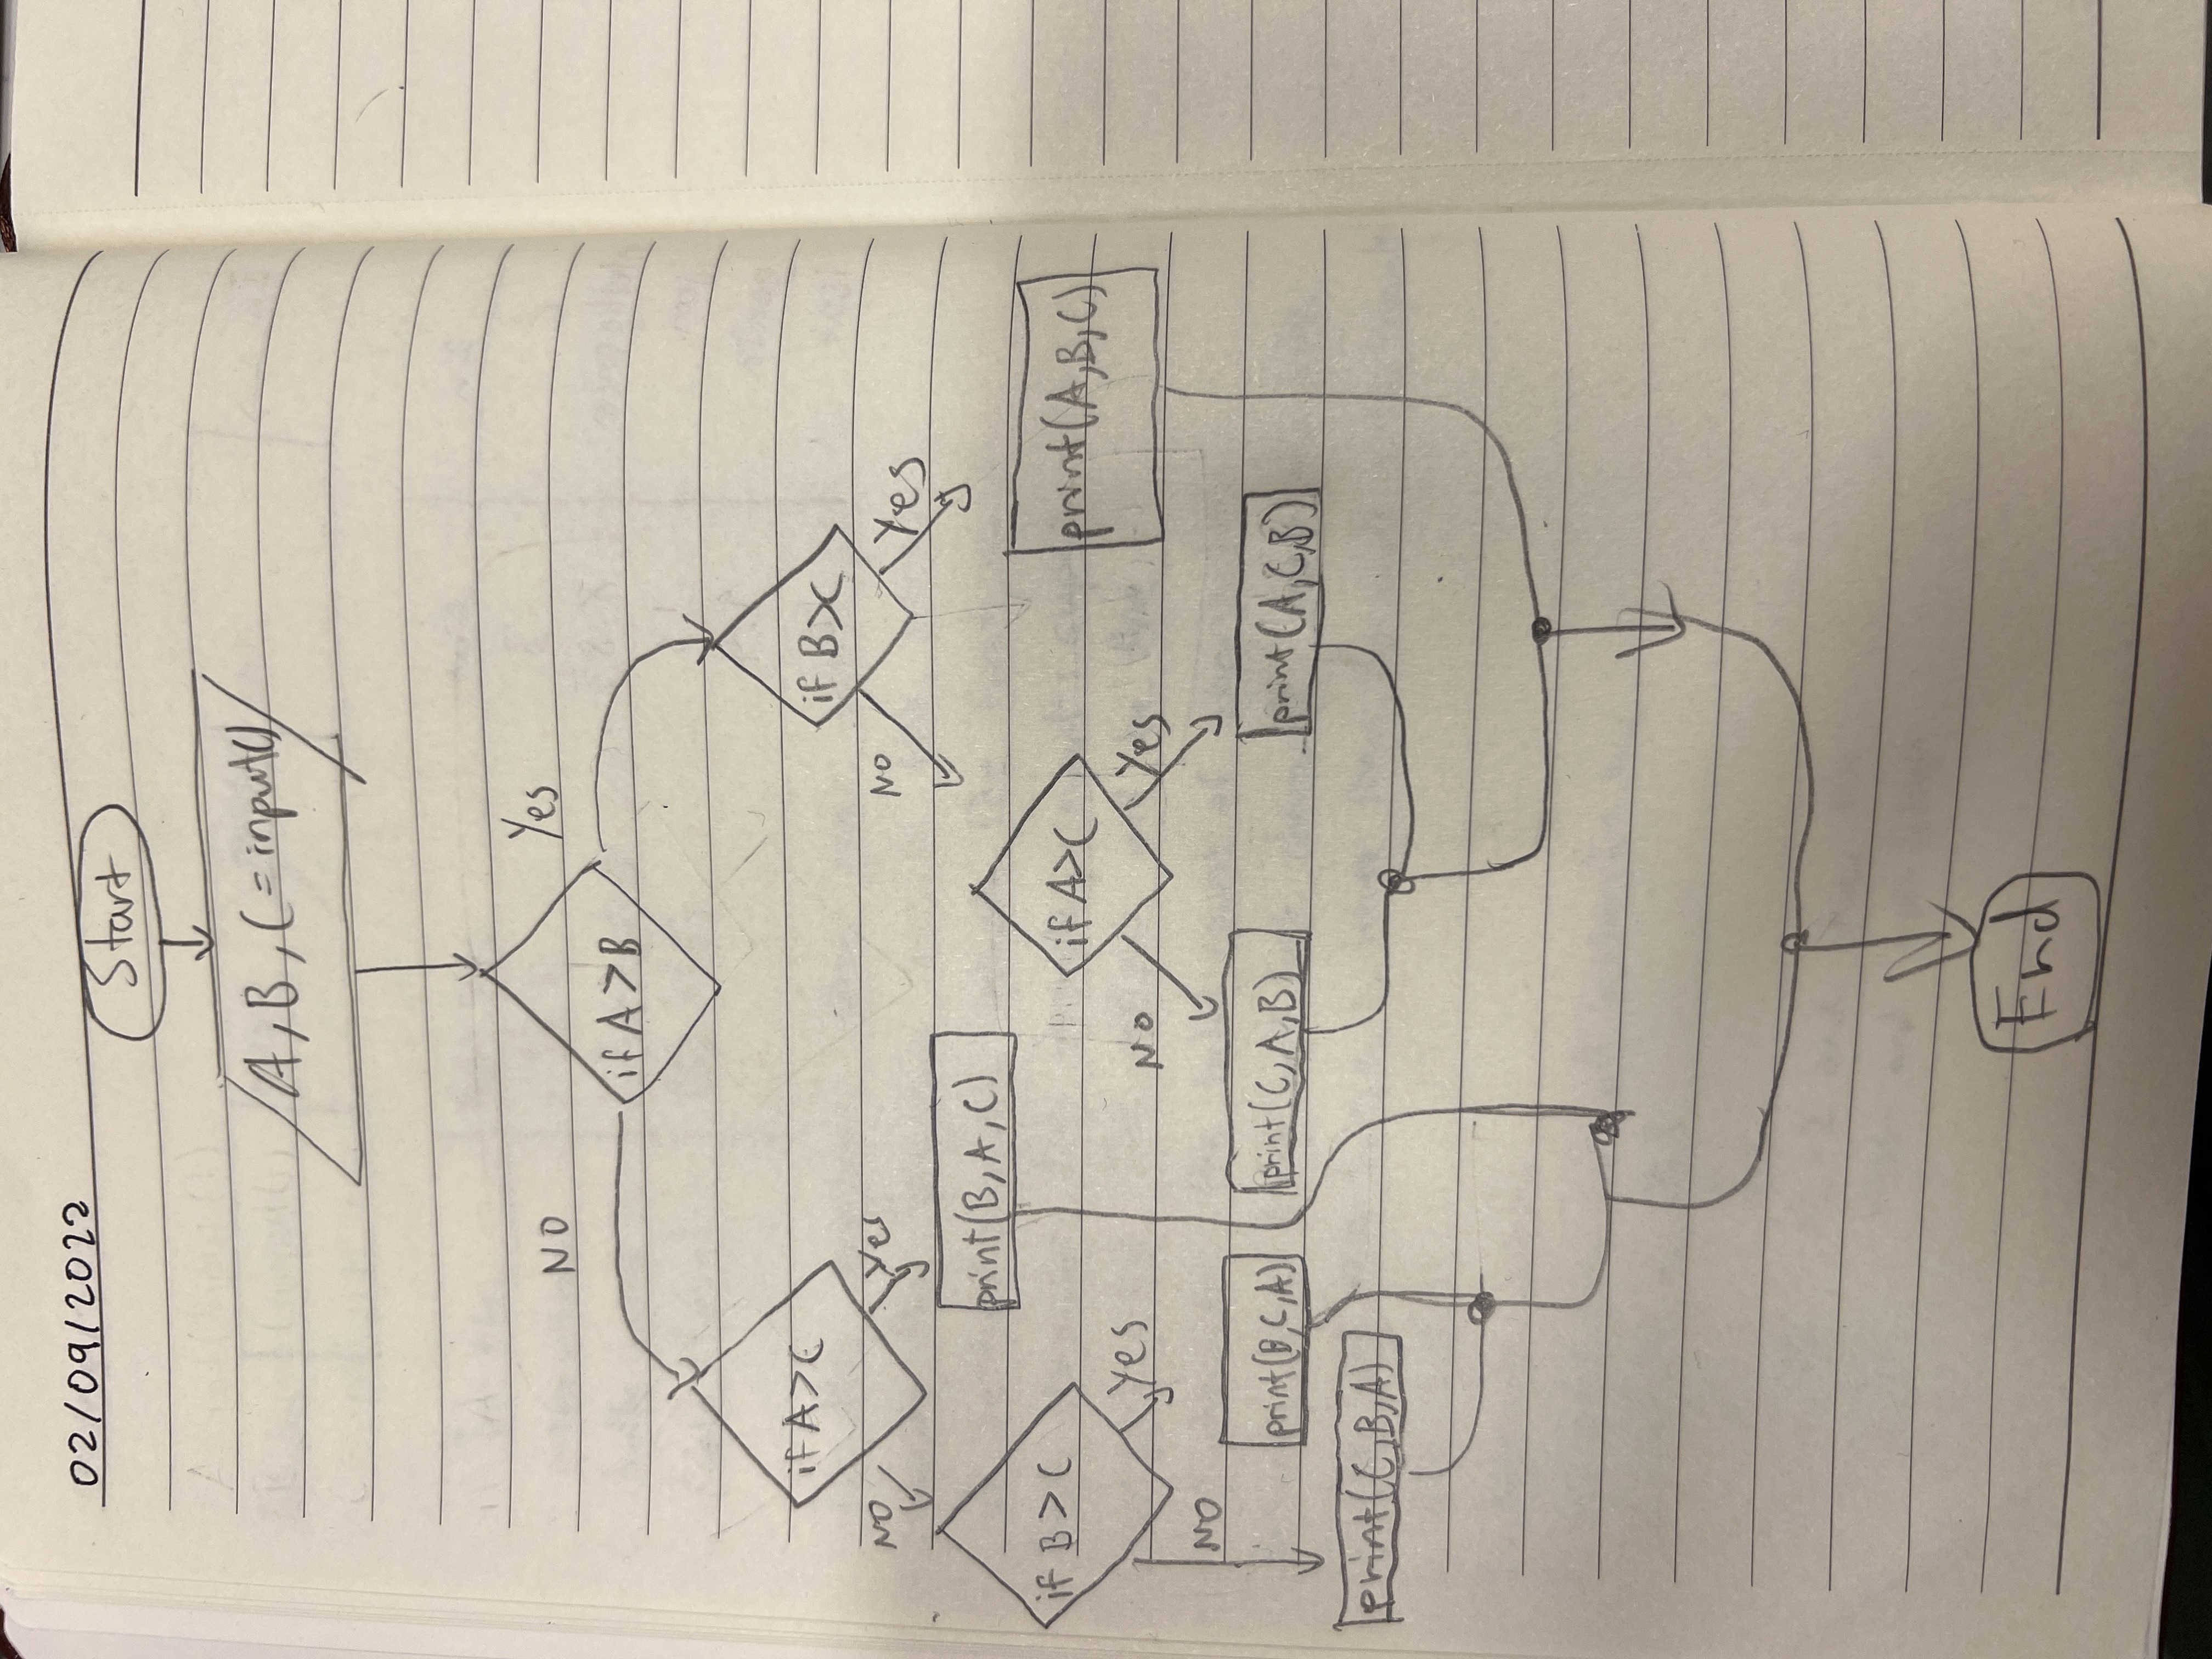 02/09/2022
Start
A, B, C = input()
NO
Yes
if A > B
if A > C
if B > C
NO
Yes
NO
Yes
print(B, A, C)
if B > C
if A > C
print(A, B, C)
Yes
NO
Yes
NO
print(B, C, A)
print(C, A, B)
print(A, C, B)
print(C, B, A)
End